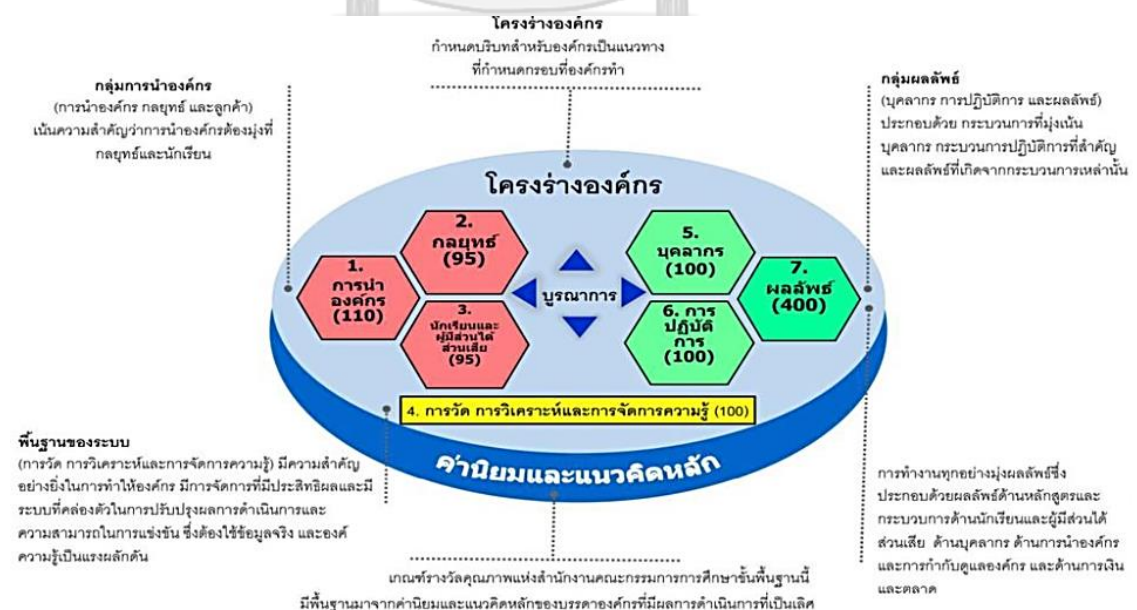 โครงร่างองค์กร
กำหนดบริบทสำหรับองค์กรเป็นแนวทาง
ที่กำหนดกรอบที่องค์กรทำ
กลุ่มการนำองค์กร
(การนำองค์กร กลยุทธ์ และลูกค้า)
เน้นความสำคัญว่าการนำองค์กรต้องมุ่งที่
กลยุทธ์และนักเรียน
กลุ่มผลลัพธ์
(บุคลากร การปฏิบัติการ และผลลัพธ์)
ประกอบด้วย กระบวนการที่มุ่งเน้น
บุคลากร กระบวนการปฏิบัติการที่สำคัญ
และผลลัพธ์ที่เกิดจากกระบวนการเหล่านั้น
โครงร่างองค์กร
1.
การนำ
องค์กร
(110)
2.
กลยุทธ์
(95)
3.
นักเรียนและ
ผู้มีส่วนได้
ส่วนเสีย
(95)
บูรณาการ
5.
บุคลากร
(100)
6. การ
ปฏิบัติ
การ
(100)
7.
ผลลัพธ์
(400)
4. การวัด การวิเคราะห์และการจัดการความรู้ (100)
ค่านิยมและแนวคิดหลัก
พื้นฐานของระบบ
(การวัด การวิเคราะห์และการจัดการความรู้) มีความสำคัญ
อย่างยิ่งในการทำให้องค์กร มีการจัดการที่มีประสิทธิผลและมี
ระบบที่คล่องตัวในการปรับปรุงผลการดำเนินการและ
ความสามารถในการแข่งขัน ซึ่งต้องใช้ข้อมูลจริง และองค์
ความรู้เป็นแรงผลักดัน
การทำงานทุกอย่างมุ่งผลลัพธ์ซึ่ง
ประกอบด้วยผลลัพธ์ด้านหลักสูตรและ
กระบวบการด้านนักเรียนและผู้มีส่วนได้
ส่วนเสีย ด้านบุคลากร ด้านการนำองค์กร
และการกำกับดูแลองค์กร และด้านการเงิน
และตลาด
เกณฑ์รางวัลคุณภาพแห่งสำนักงานคณะกรรมการการศึกษาขั้นพื้นฐานนี้
มีพื้นฐานมาจากค่านิยมและแนวคิดหลักของบรรดาองค์กรที่มีผลการดำเนินการที่เป็นเลิศ